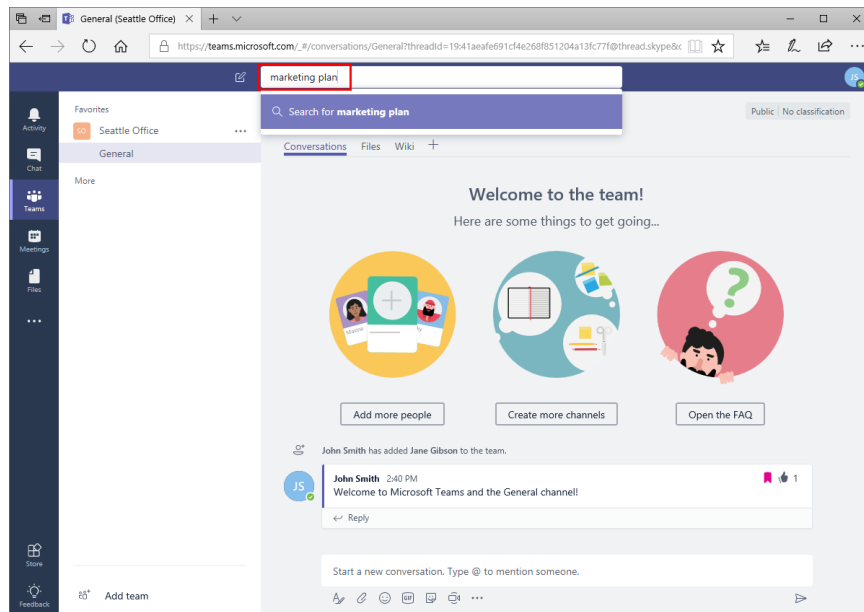 General (Seattle Office)
https://teams.microsoft.com/_#/conversations/General?threadId=19:41aeafe691cf4e268f851204a13fc77f@thread.skype&c
marketing plan
JS
Search for marketing plan
Public No classification
Activity
Chat
Teams
Meetings
Files
Store
Feedback
Favorites
SO Seattle Office
General
More
Add team
Conversations Files Wiki
Welcome to the team!
Here are some things to get going...
Maxine
Add more people
Create more channels
Open the FAQ
John Smith has added Jane Gibson to the team.
JS
John Smith 2:40 PM
1
Welcome to Microsoft Teams and the General channel!
Reply
Start a new conversation. Type @ to mention someone.
GIF